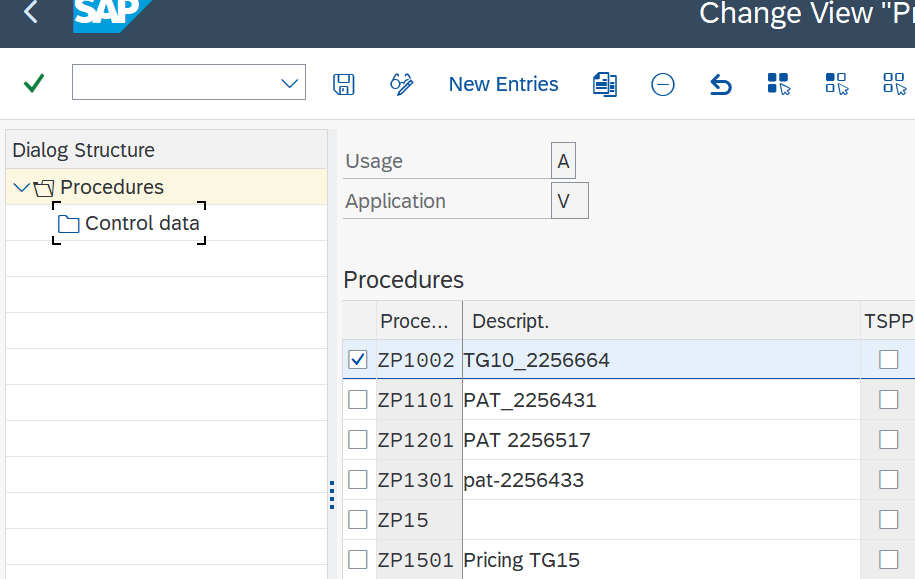 SAP
Change View "Pr
New Entries
Dialog Structure
Procedures
Control data
Usage A
Application V
Procedures
Proce... Descript. TSPP
ZP1002 TG10_2256664
ZP1101 PAT_2256431
ZP1201 PAT 2256517
ZP1301 pat-2256433
ZP15
ZP1501 Pricing TG15